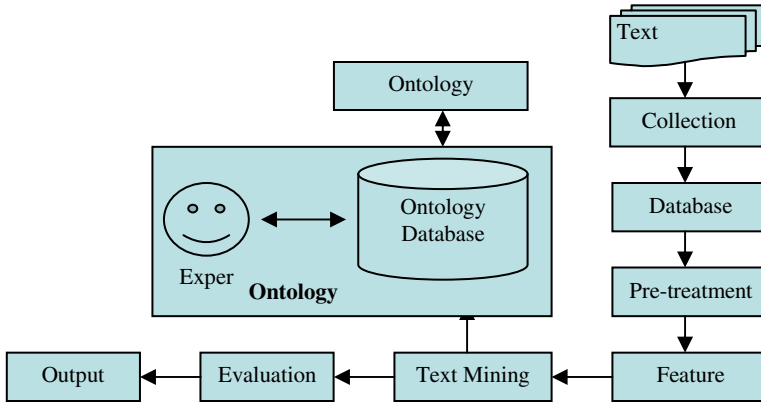 Text
Ontology
Collection
Ontology
Database
Database
Exper
Ontology
Pre-treatment
Output
Evaluation
Text Mining
Feature